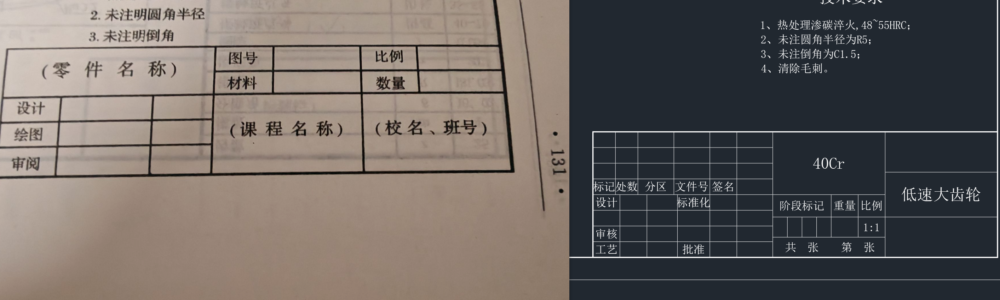 2. 未注明圆角半径
3. 未注明倒角
(零 件 名 称)
图号
比例
材料
数量
设计
绘图
审阅
(课 程 名 称)
(校 名 、班号)
· 131 ·
技术要求
1、热处理渗碳淬火,48~55HRC;
2、未注圆角半径为R5;
3、未注倒角为C1.5;
4、清除毛刺。
40Cr
标记 处数 分区 文件号 签名
低速大齿轮
设计 标准化
阶段标记 重量 比例
1:1
审核
工艺 批准
共 张 第 张